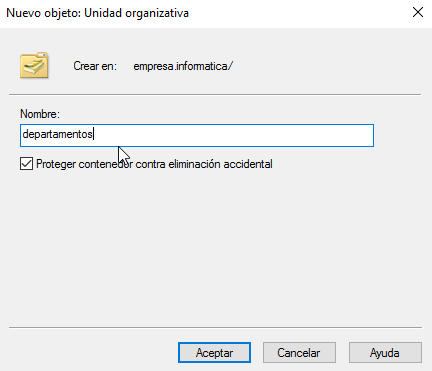 Nuevo objeto: Unidad organizativa
Crear en: empresa.informatica/
Nombre:
departamentos
Proteger contenedor contra eliminación accidental
Aceptar Cancelar Ayuda